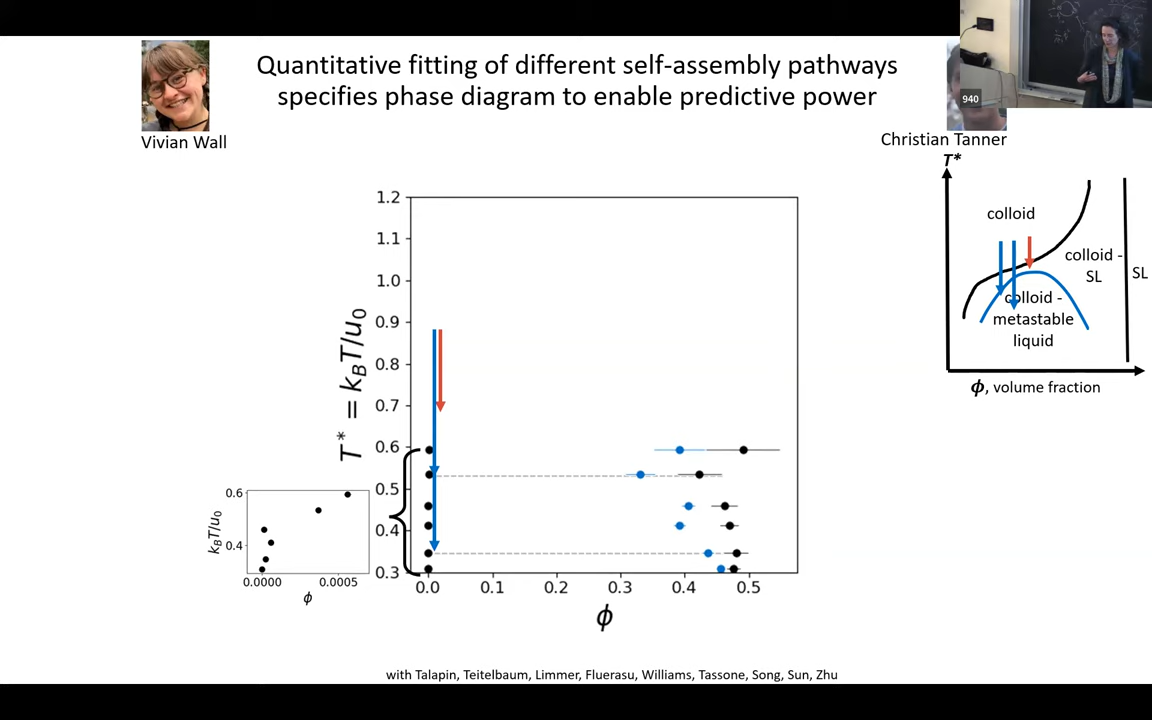 Quantitative fitting of different self-assembly pathways
specifies phase diagram to enable predictive power
Vivian Wall
940
Christian Tanner
T*
colloid
colloid -
SL
SL
colloid -
metastable
liquid
ϕ, volume fraction
T* = k_BT/u_0
1.2
1.1
1.0
0.9
0.8
0.7
0.6
0.5
0.4
0.3
0.0 0.1 0.2 0.3 0.4 0.5
ϕ
k_BT/u_0
0.6
0.4
0.0000 0.0005
ϕ
with Talapin, Teitelbaum, Limmer, Fluerasu, Williams, Tassone, Song, Sun, Zhu